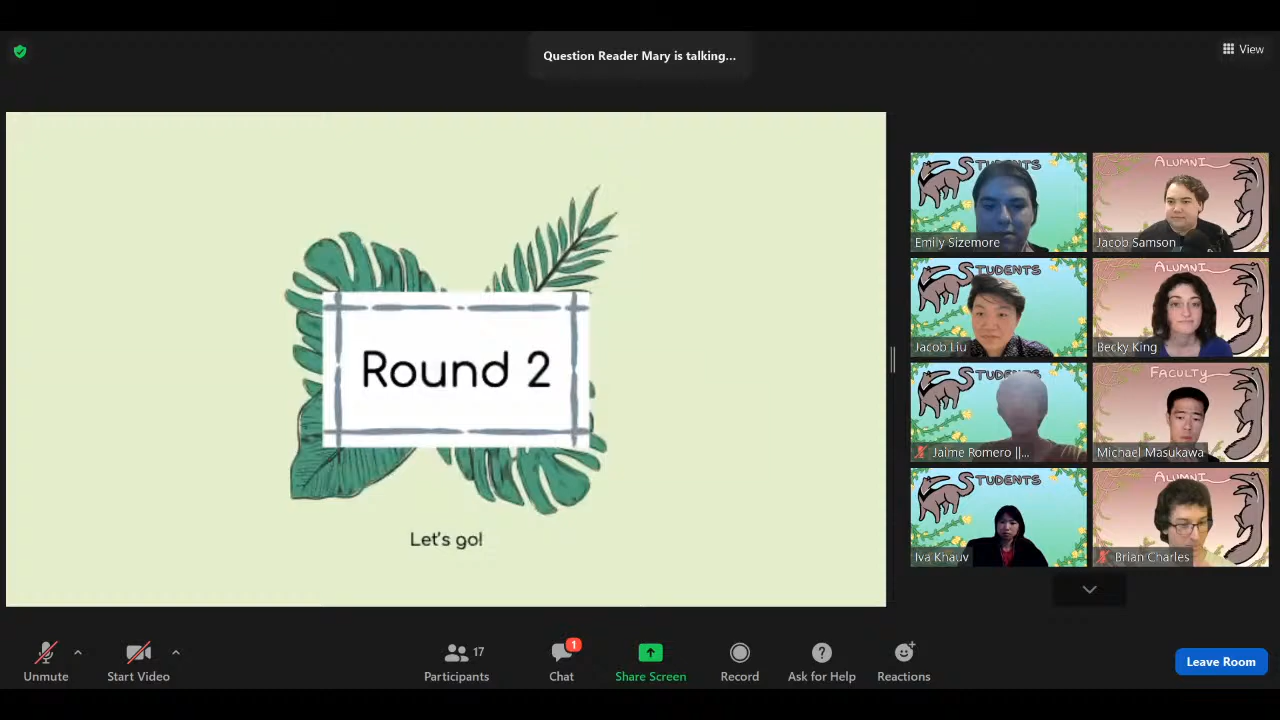 Question Reader Mary is talking...
View
Round 2
Let's go!
STUDENTS
Emily Sizemore
ALUMNI
Jacob Samson
STUDENTS
Jacob Liu
ALUMNI
Becky King
STUDENTS
Jaime Romero ||...
FACULTY
Michael Masukawa
STUDENTS
Iva Khauv
ALUMNI
Brian Charles
Unmute
Start Video
17
Participants
1
Chat
Share Screen
Record
Ask for Help
Reactions
Leave Room